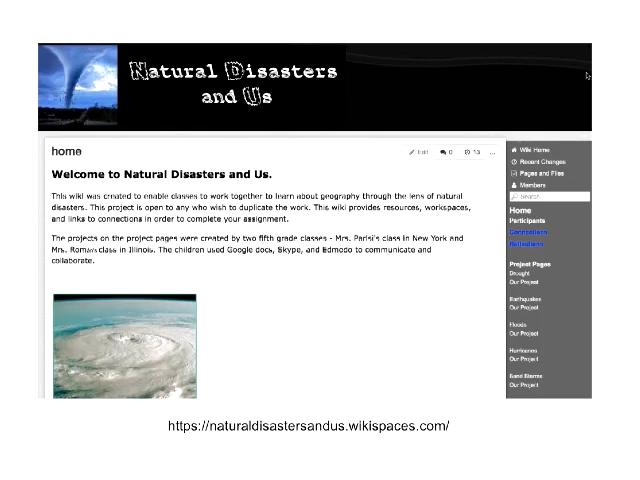 Natural Disasters
and Us
home
Edit
0
13
...
Welcome to Natural Disasters and Us.
This wiki was created to enable classes to work together to learn about geography through the lens of natural
disasters. This project is open to any who wish to duplicate the work. This wiki provides resources, workspaces,
and links to connections in order to complete your assignment.
The projects on the project pages were created by two fifth grade classes - Mrs. Parisi's class in New York and
Mrs. Roman's class in Illinois. The children used Google docs, Skype, and Edmodo to communicate and
collaborate.
Wiki Home
Recent Changes
Pages and Files
Members
Search
Home
Participants
Connections
Reflections
Project Pages
Drought
Our Project
Earthquakes
Our Project
Floods
Our Project
Hurricanes
Our Project
Sand Storms
Our Project
https://naturaldisastersandus.wikispaces.com/